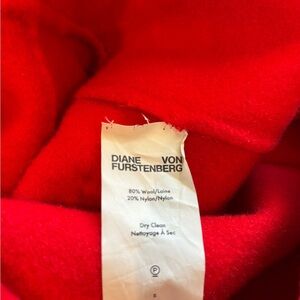 DIANE VON
FURSTENBERG
80% Wool/Laine
20% Nylon/Nylon
Dry Clean
Nettoyage À Sec
P